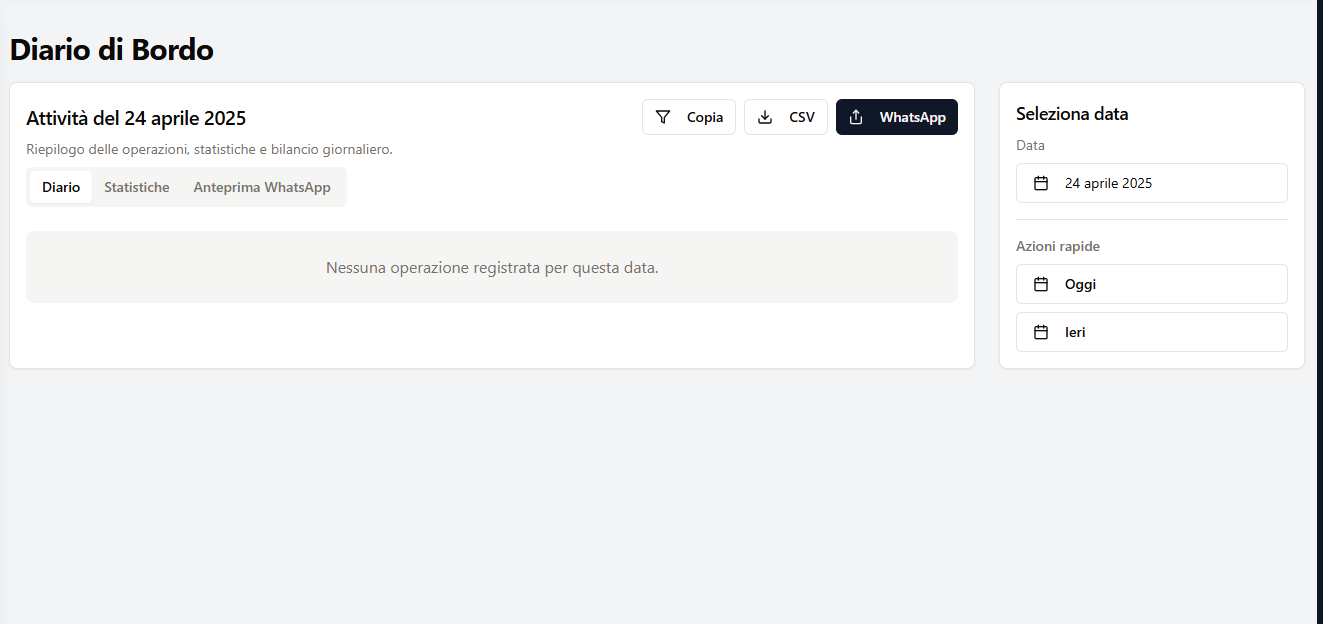 Diario di Bordo
Attività del 24 aprile 2025
Copia
CSV
WhatsApp
Riepilogo delle operazioni, statistiche e bilancio giornaliero.
Diario
Statistiche
Anteprima WhatsApp
Nessuna operazione registrata per questa data.
Seleziona data
Data
24 aprile 2025
Azioni rapide
Oggi
Ieri